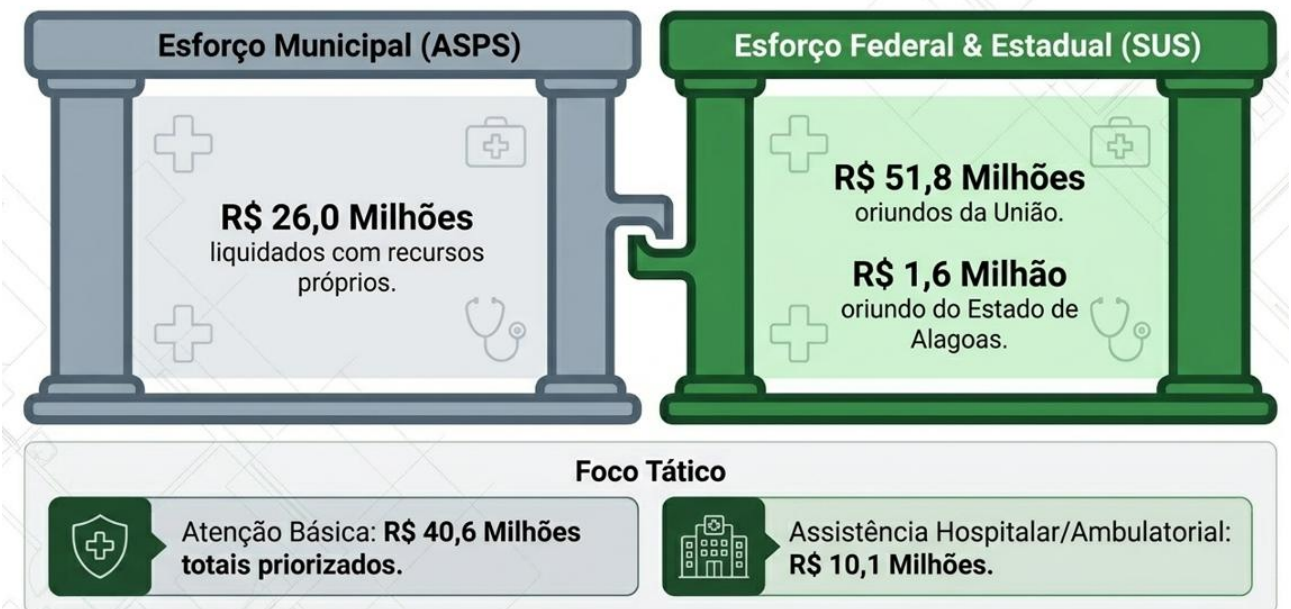 Esforço Municipal (ASPS)
R$ 26,0 Milhões
liquidados com recursos
próprios.
Esforço Federal & Estadual (SUS)
R$ 51,8 Milhões
oriundos da União.
R$ 1,6 Milhão
oriundo do Estado de
Alagoas.
Foco Tático
Atenção Básica: R$ 40,6 Milhões
totais priorizados.
Assistência Hospitalar/Ambulatorial:
R$ 10,1 Milhões.